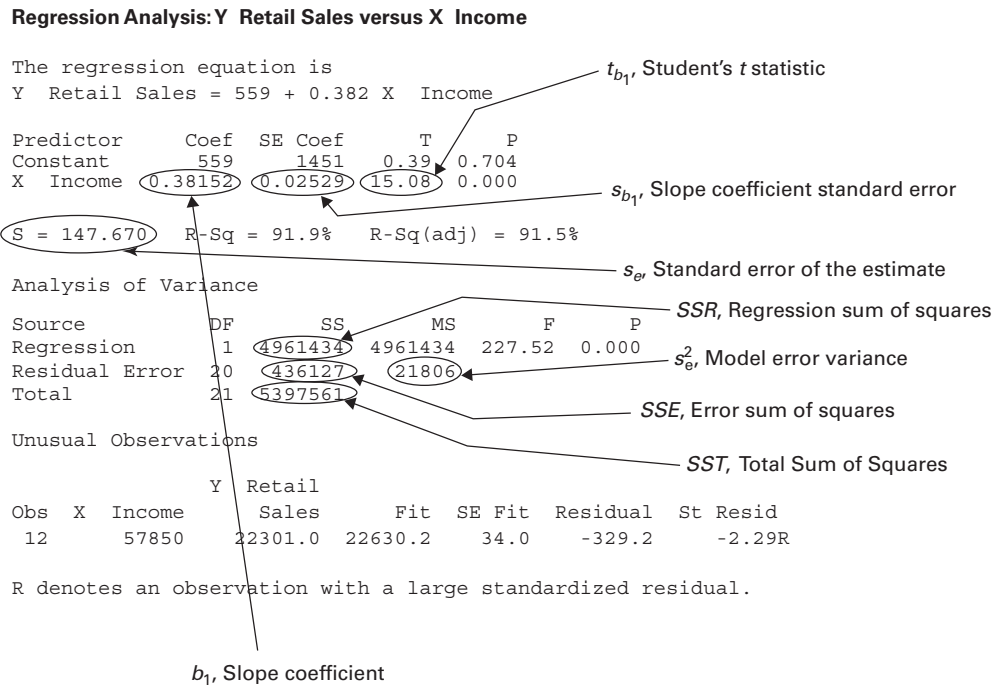 Regression Analysis: Y Retail Sales versus X Income
The regression equation is
Y Retail Sales = 559 + 0.382 X Income
t_b1, Student's t statistic
Predictor Coef SE Coef T P
Constant 559 1451 0.39 0.704
X Income 0.38152 0.02529 15.08 0.000
s_b1, Slope coefficient standard error
S = 147.670 R-Sq = 91.9% R-Sq(adj) = 91.5%
s_e, Standard error of the estimate
Analysis of Variance
SSR, Regression sum of squares
Source DF SS MS F P
Regression 1 4961434 4961434 227.52 0.000
Residual Error 20 436127 21806
s²_e, Model error variance
Total 21 5397561
SSE, Error sum of squares
Unusual Observations
SST, Total Sum of Squares
Y Retail
Obs X Income Sales Fit SE Fit Residual St Resid
12 57850 22301.0 22630.2 34.0 -329.2 -2.29R
R denotes an observation with a large standardized residual.
b₁, Slope coefficient